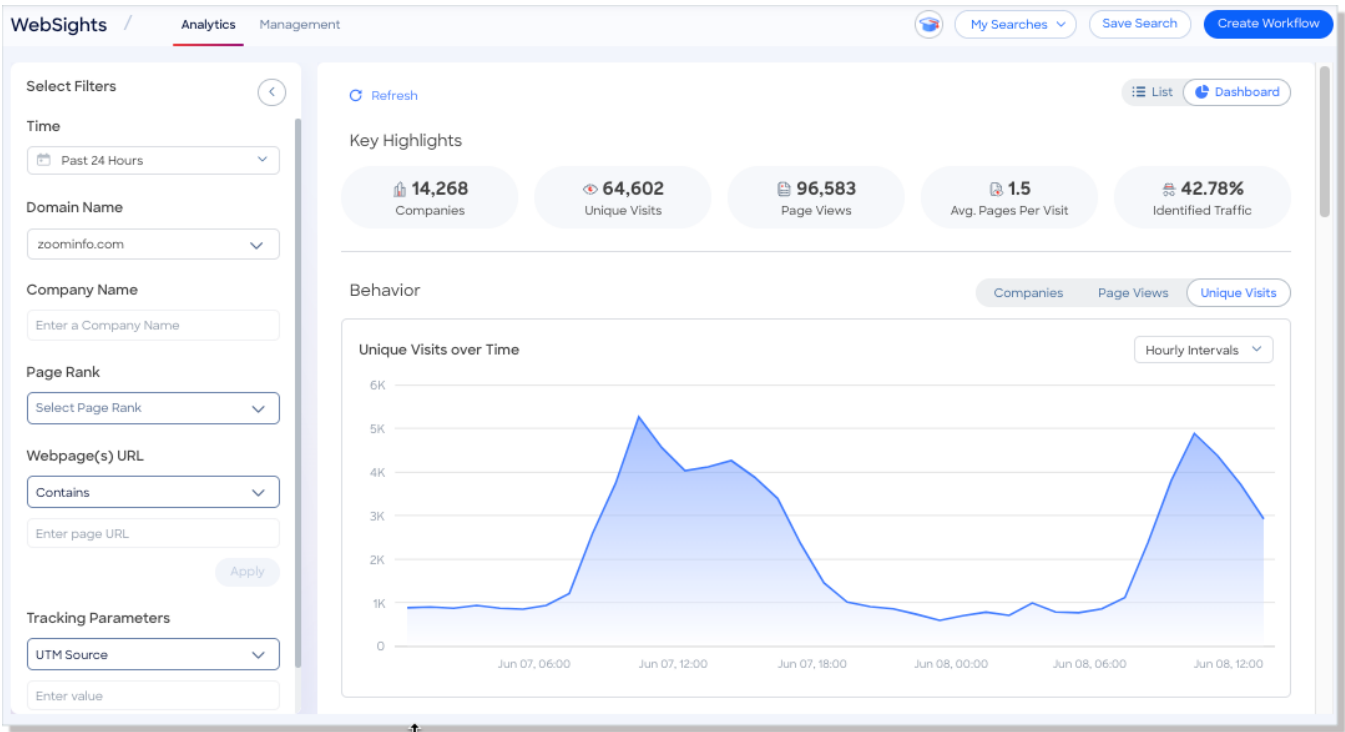 WebSights / Analytics Management My Searches Save Search Create Workflow
Select Filters
Time
Past 24 Hours
Domain Name
zoominfo.com
Company Name
Enter a Company Name
Page Rank
Select Page Rank
Webpage(s) URL
Contains
Enter page URL
Apply
Tracking Parameters
UTM Source
Enter value
Refresh
List Dashboard
Key Highlights
14,268
Companies
64,602
Unique Visits
96,583
Page Views
1.5
Avg. Pages Per Visit
42.78%
Identified Traffic
Behavior
Companies Page Views Unique Visits
Unique Visits over Time
Hourly Intervals
6K
5K
4K
3K
2K
1K
0
Jun 07, 06:00 Jun 07, 12:00 Jun 07, 18:00 Jun 08, 00:00 Jun 08, 06:00 Jun 08, 12:00